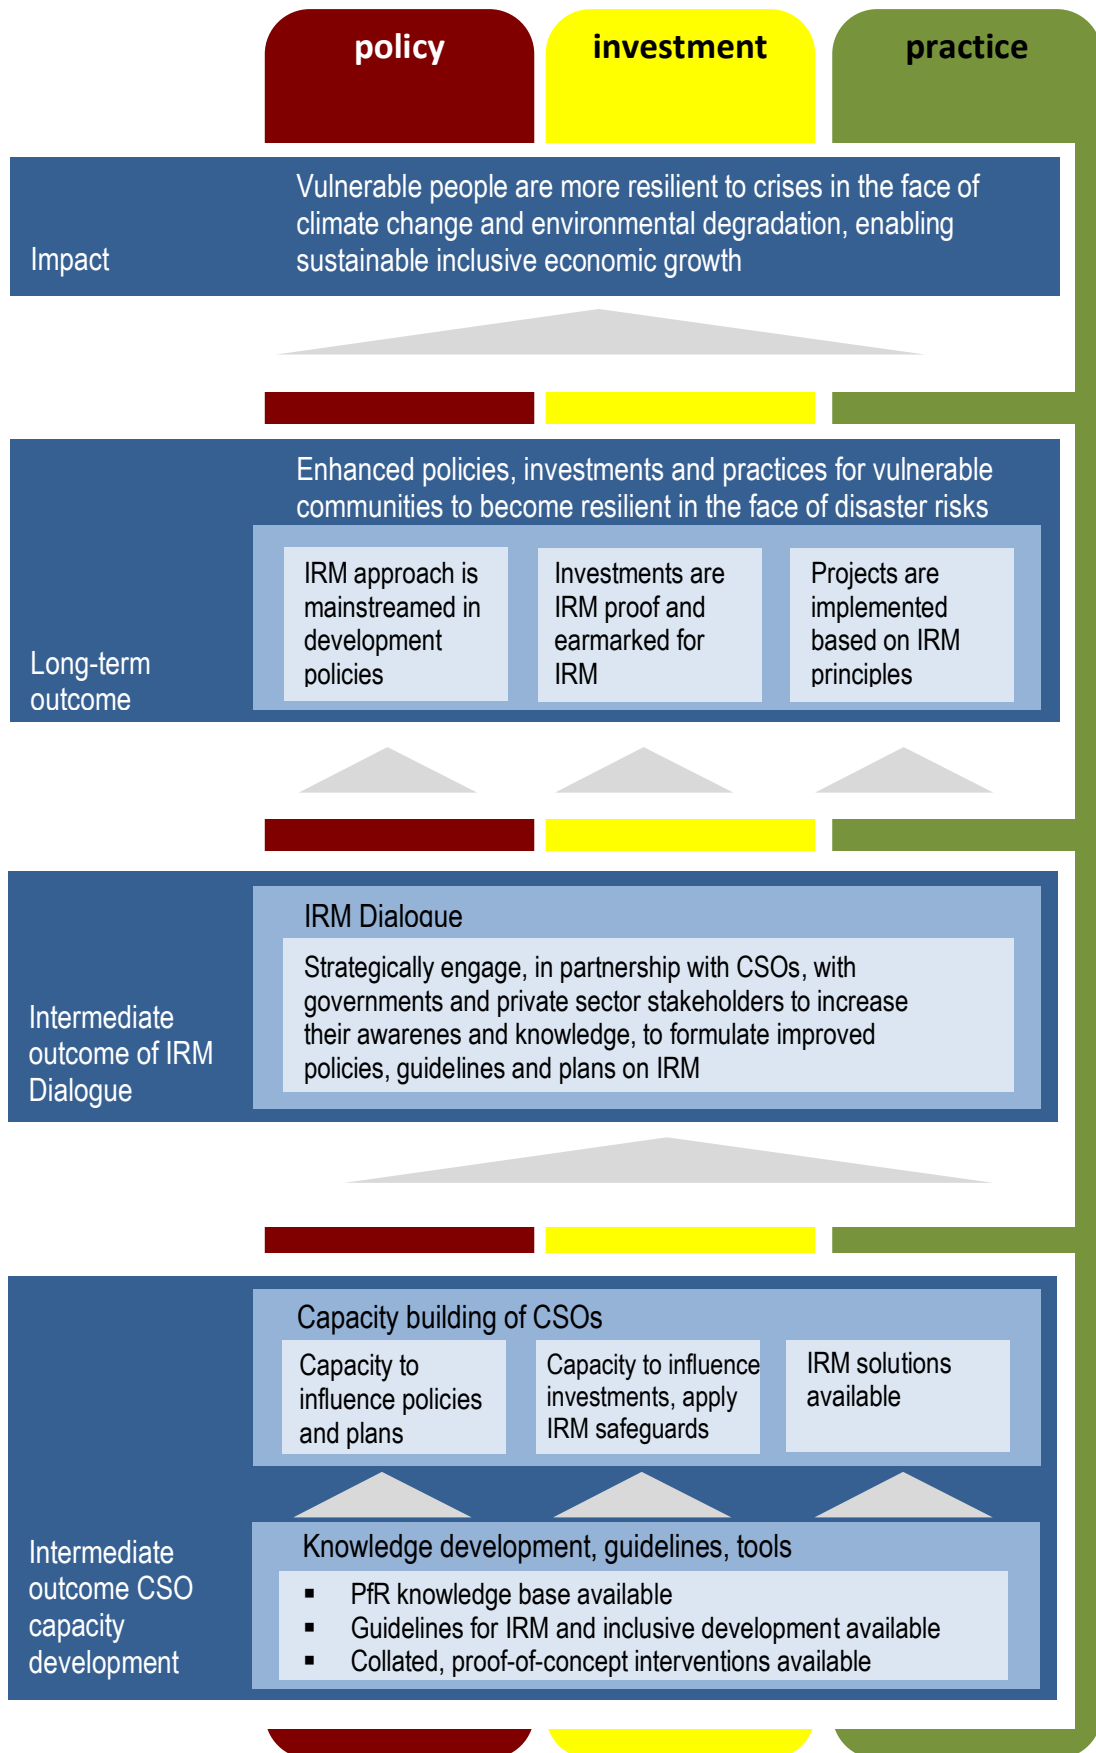 policy
investment
practice
Impact
Vulnerable people are more resilient to crises in the face of
climate change and environmental degradation, enabling
sustainable inclusive economic growth
Long-term
outcome
Enhanced policies, investments and practices for vulnerable
communities to become resilient in the face of disaster risks
IRM approach is
mainstreamed in
development
policies
Investments are
IRM proof and
earmarked for
IRM
Projects are
implemented
based on IRM
principles
Intermediate
outcome of IRM
Dialogue
IRM Dialogue
Strategically engage, in partnership with CSOs, with
governments and private sector stakeholders to increase
their awarenes and knowledge, to formulate improved
policies, guidelines and plans on IRM
Intermediate
outcome CSO
capacity
development
Capacity building of CSOs
Capacity to
influence policies
and plans
Capacity to influence
investments, apply
IRM safeguards
IRM solutions
available
Knowledge development, guidelines, tools
▪ PfR knowledge base available
▪ Guidelines for IRM and inclusive development available
▪ Collated, proof-of-concept interventions available